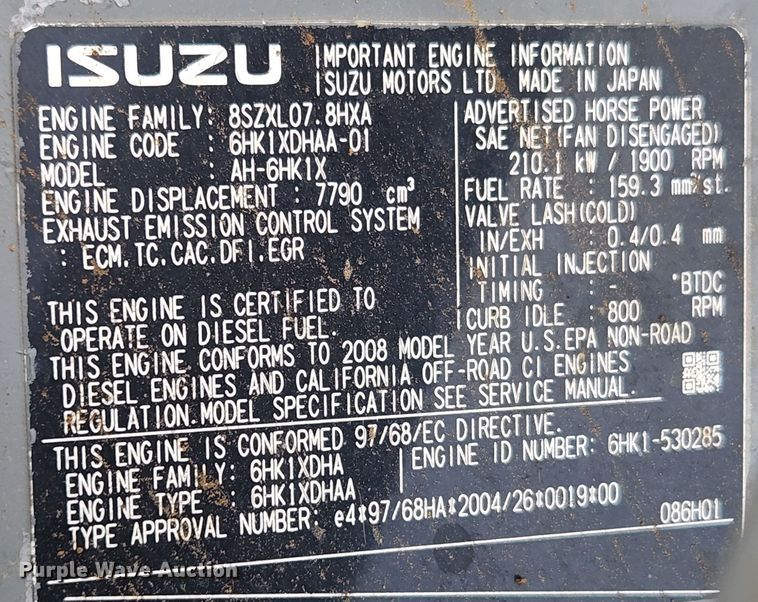 ISUZU
IMPORTANT ENGINE INFORMATION
ISUZU MOTORS LTD. MADE IN JAPAN
ENGINE FAMILY: 8SZXL07.8HXA
ENGINE CODE : 6HK1XDHAA-01
MODEL : AH-6HK1X
ENGINE DISPLACEMENT : 7790 cm³
EXHAUST EMISSION CONTROL SYSTEM
: ECM.TC.CAC.DFI.EGR
ADVERTISED HORSE POWER
SAE NET(FAN DISENGAGED)
210.1 kW / 1900 RPM
FUEL RATE : 159.3 mm³/st.
VALVE LASH(COLD)
IN/EXH : 0.4/0.4 mm
INITIAL INJECTION
TIMING : - °BTDC
CURB IDLE : 800 RPM
THIS ENGINE IS CERTIFIED TO
OPERATE ON DIESEL FUEL.
THIS ENGINE CONFORMS TO 2008 MODEL YEAR U.S.EPA NON-ROAD
DIESEL ENGINES AND CALIFORNIA OFF-ROAD CI ENGINES
REGULATION.MODEL SPECIFICATION SEE SERVICE MANUAL.
THIS ENGINE IS CONFORMED 97/68/EC DIRECTIVE.
ENGINE FAMILY: 6HK1XDHA
ENGINE ID NUMBER: 6HK1-530285
ENGINE TYPE : 6HK1XDHAA
TYPE APPROVAL NUMBER: e4*97/68HA*2004/26*0019*00
086H01
Purple Wave Auction